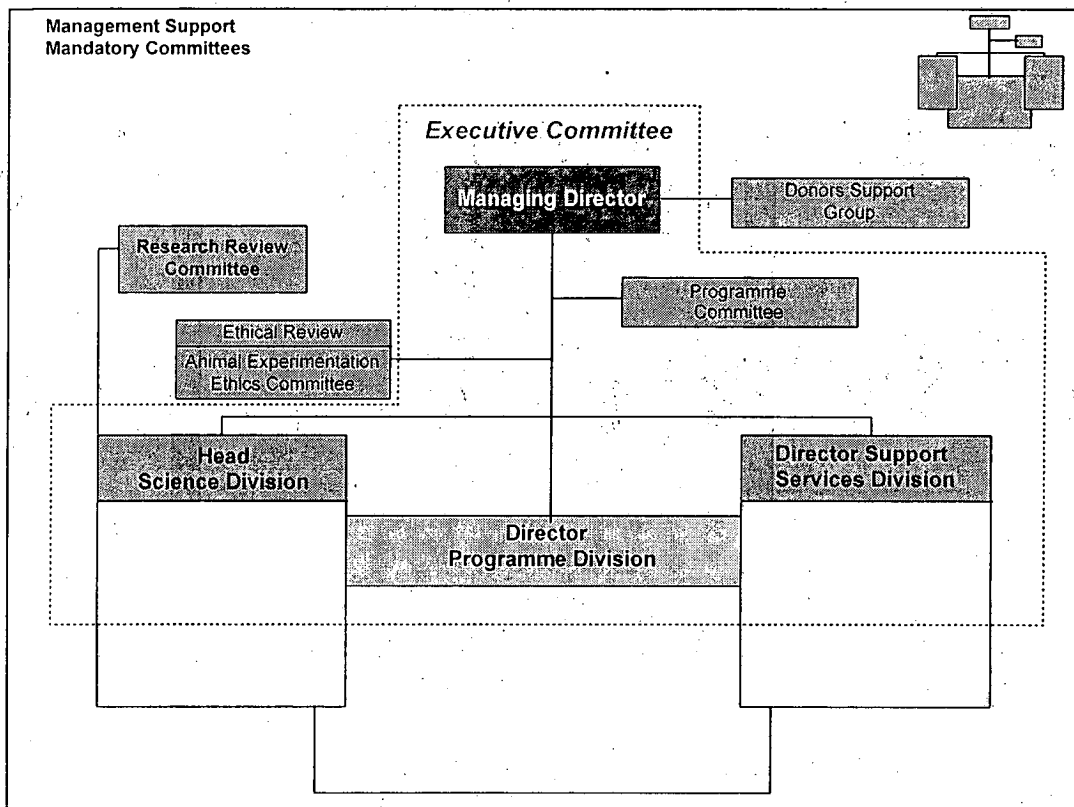 Management Support
Mandatory Committees
Executive Committee
Managing Director
Donors Support
Group
Research Review
Committee
Programme
Committee
Ethical Review
Animal Experimentation
Ethics Committee
Head
Science Division
Director Support
Services Division
Director
Programme Division